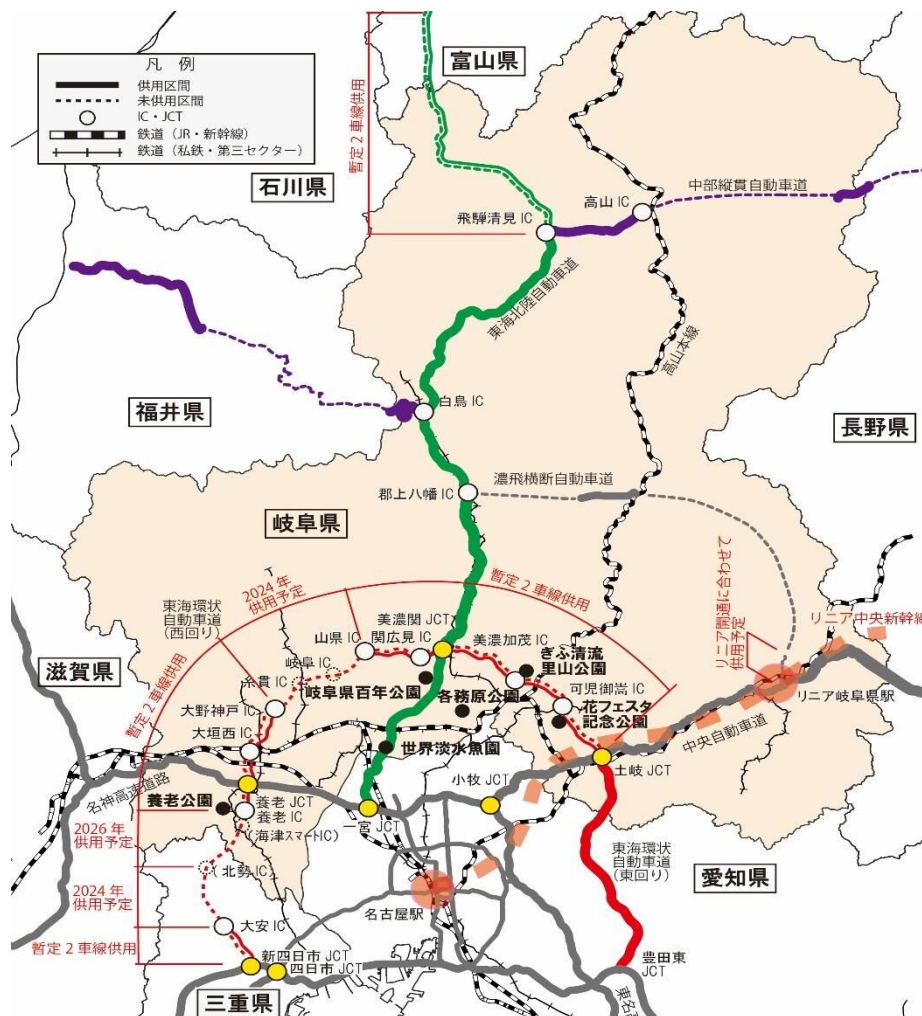 富山県
凡 例
供用区間
未供用区間
IC・JCT
鉄道（JR・新幹線）
鉄道（私鉄・第三セクター）
暫定2車線供用
石川県
高山 IC
中部縦貫自動車道
飛騨清見 IC
東海北陸自動車道
高山本線
福井県
白鳥 IC
長野県
濃飛横断自動車道
郡上八幡 IC
岐阜県
リニア開通に合わせて
供用予定
2024年
供用予定
暫定2車線供用
リニア中央新幹線
東海環状
自動車道
(西回り)
美濃関 JCT
山県 IC
関広見 IC
美濃加茂 IC
滋賀県
岐阜 IC
ぎふ清流
里山公園
糸貫 IC
岐阜県百年公園
各務原公園
可児御嵩 IC
リニア岐阜県駅
暫定2車線供用
大野神戸 IC
花フェスタ
記念公園
大垣西 IC
世界淡水魚園
中央自動車道
土岐 JCT
小牧 JCT
名神高速道路
養老公園
養老 JCT
養老 IC
一宮 JCT
(海津スマートIC)
2026年
供用予定
東海環状
自動車道
(東回り)
愛知県
(北勢 IC)
2024年
供用予定
名古屋駅
大安 IC
暫定2車線供用
新四日市 JCT
四日市 JCT
豊田東
JCT
三重県
東名高